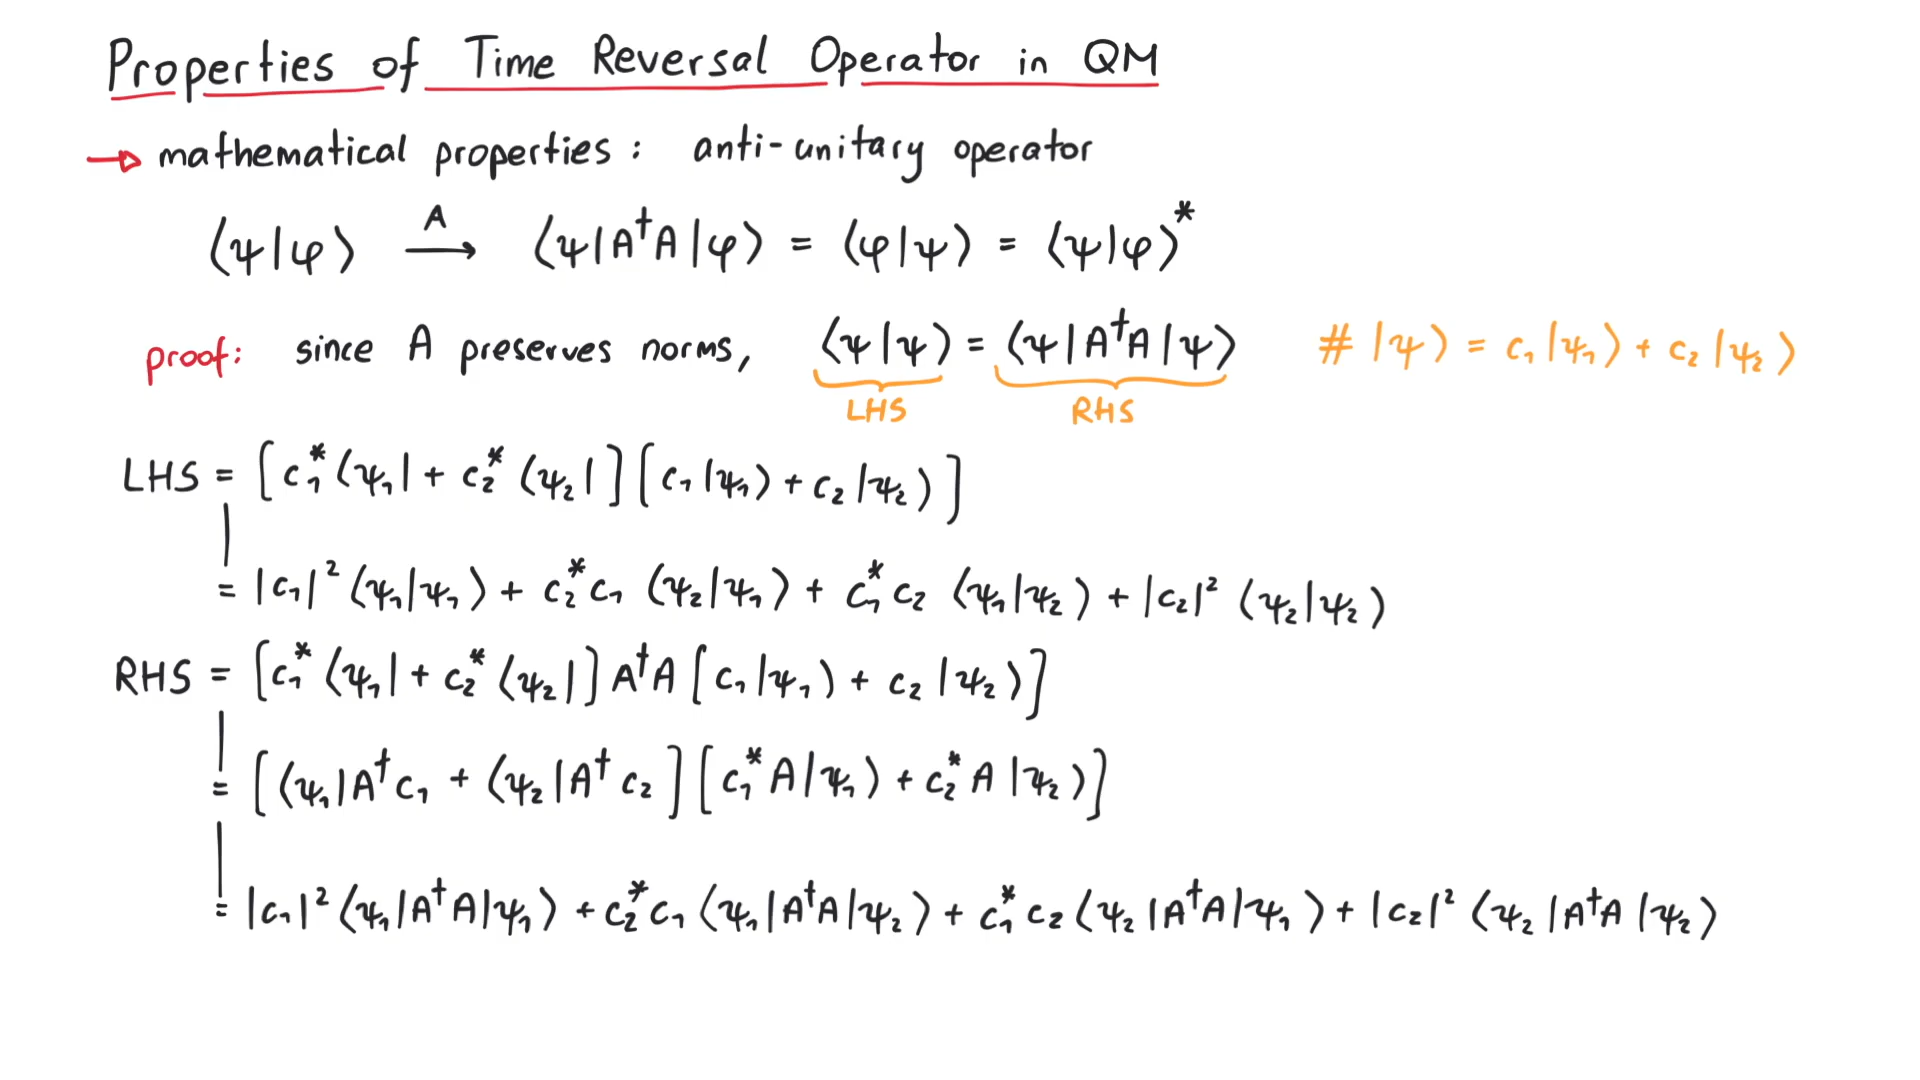 Properties of Time Reversal Operator in QM
→ mathematical properties : anti-unitary operator
⟨ψ|φ⟩ —A→ ⟨ψ|A†A|φ⟩ = ⟨φ|ψ⟩ = ⟨ψ|φ⟩*
proof: since A preserves norms, ⟨ψ|ψ⟩ = ⟨ψ|A†A|ψ⟩ # |ψ⟩ = c₁|ψ₁⟩ + c₂|ψ₂⟩
LHS RHS
LHS = [c₁*⟨ψ₁| + c₂*⟨ψ₂|][c₁|ψ₁⟩ + c₂|ψ₂⟩]
= |c₁|²⟨ψ₁|ψ₁⟩ + c₂*c₁⟨ψ₂|ψ₁⟩ + c₁*c₂⟨ψ₁|ψ₂⟩ + |c₂|²⟨ψ₂|ψ₂⟩
RHS = [c₁*⟨ψ₁| + c₂*⟨ψ₂|]A†A[c₁|ψ₁⟩ + c₂|ψ₂⟩]
= [⟨ψ₁|A†c₁ + ⟨ψ₂|A†c₂][c₁*A|ψ₁⟩ + c₂*A|ψ₂⟩]
= |c₁|²⟨ψ₁|A†A|ψ₁⟩ + c₂*c₁⟨ψ₁|A†A|ψ₂⟩ + c₁*c₂⟨ψ₂|A†A|ψ₁⟩ + |c₂|²⟨ψ₂|A†A|ψ₂⟩